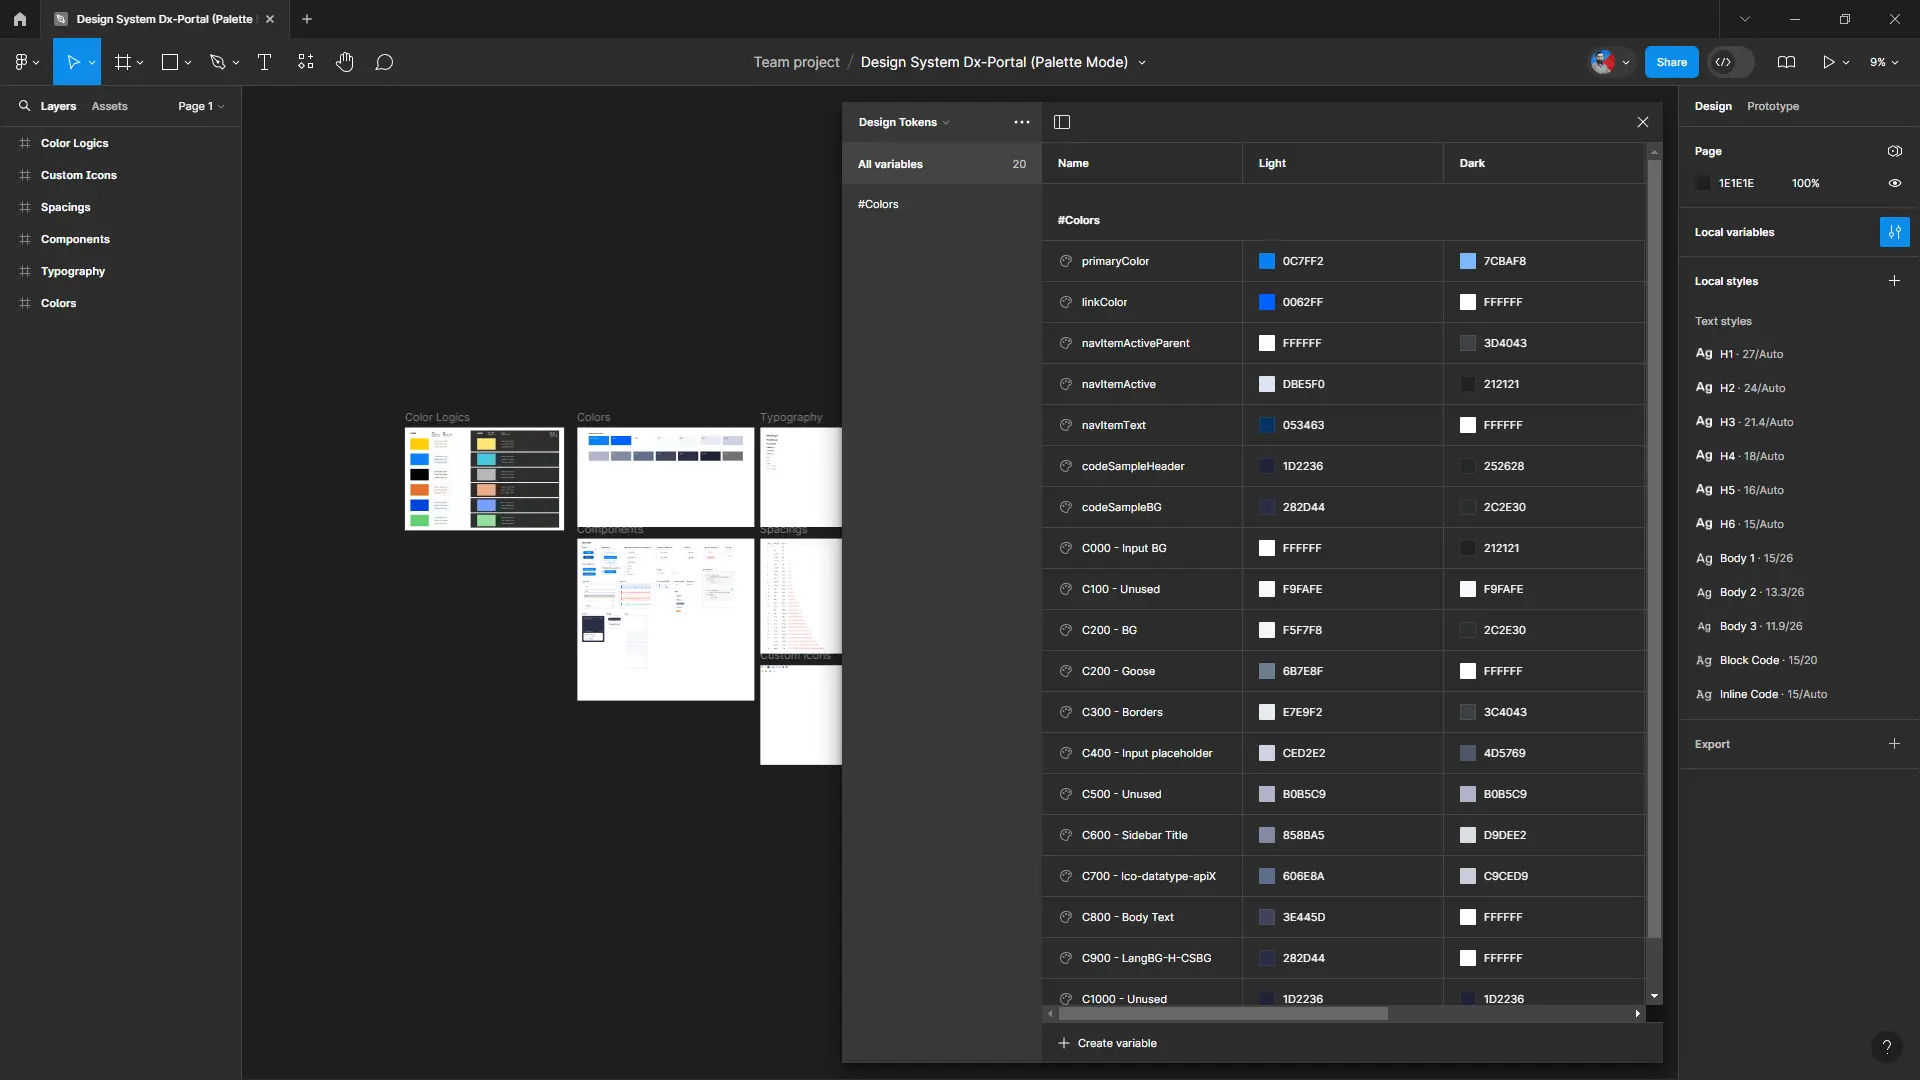 Design System Dx-Portal (Palette
Team project / Design System Dx-Portal (Palette Mode)
Share
9%
Layers
Assets
Page 1
Color Logics
Custom Icons
Spacings
Components
Typography
Colors
Color Logics
Colors
Typography
Components
Spacings
Custom Icons
Design Tokens
All variables 20
#Colors
Name Light Dark
#Colors
primaryColor 0C7FF2 7CBAF8
linkColor 0062FF FFFFFF
navItemActiveParent FFFFFF 3D4043
navItemActive DBE5F0 212121
navItemText 053463 FFFFFF
codeSampleHeader 1D2236 252628
codeSampleBG 282D44 2C2E30
C000 - Input BG FFFFFF 212121
C100 - Unused F9FAFE F9FAFE
C200 - BG F5F7F8 2C2E30
C200 - Goose 6B7E8F FFFFFF
C300 - Borders E7E9F2 3C4043
C400 - Input placeholder CED2E2 4D5769
C500 - Unused B0B5C9 B0B5C9
C600 - Sidebar Title 858BA5 D9DEE2
C700 - Ico-datatype-apiX 606E8A C9CED9
C800 - Body Text 3E445D FFFFFF
C900 - LangBG-H-CSBG 282D44 FFFFFF
C1000 - Unused 1D2236 1D2236
Create variable
Design
Prototype
Page
1E1E1E 100%
Local variables
Local styles
Text styles
Ag H1 · 27/Auto
Ag H2 · 24/Auto
Ag H3 · 21.4/Auto
Ag H4 · 18/Auto
Ag H5 · 16/Auto
Ag H6 · 15/Auto
Ag Body 1 · 15/26
Ag Body 2 · 13.3/26
Ag Body 3 · 11.9/26
Ag Block Code · 15/20
Ag Inline Code · 15/Auto
Export
?